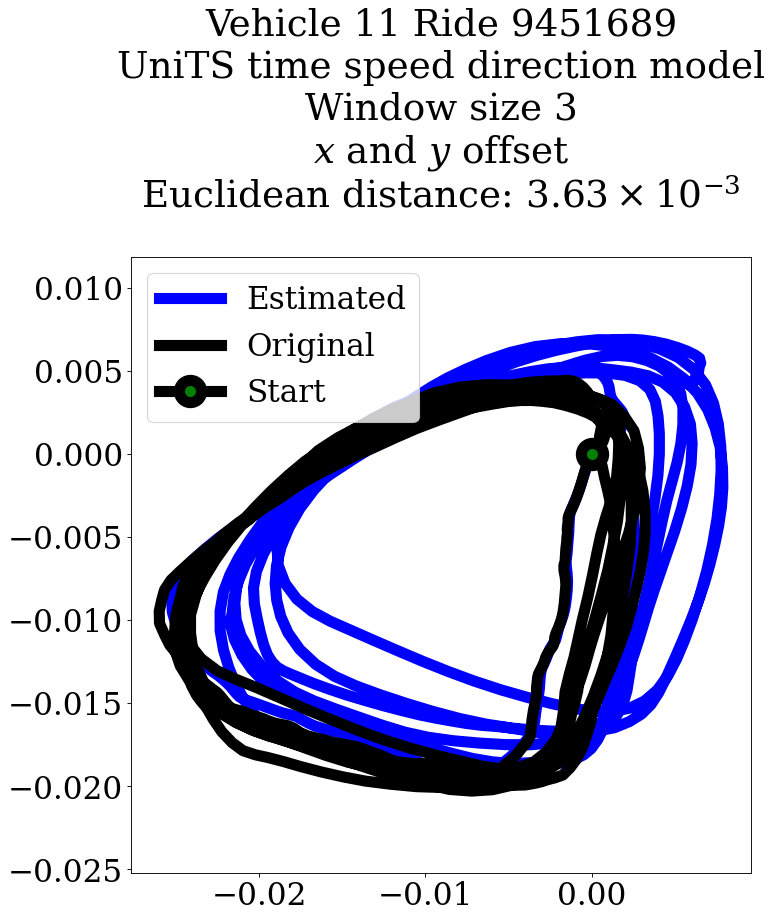 Vehicle 11 Ride 9451689
UniTS time speed direction model
Window size 3
x and y offset
Euclidean distance: 3.63 × 10⁻³
0.010
0.005
0.000
−0.005
−0.010
−0.015
−0.020
−0.025
Estimated
Original
Start
−0.02
−0.01
0.00